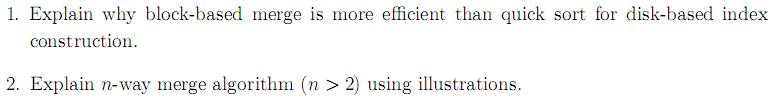 1. Explain why block-based merge is more efficient than quick sort for disk-based index
construction.
2. Explain n-way merge algorithm (n > 2) using illustrations.